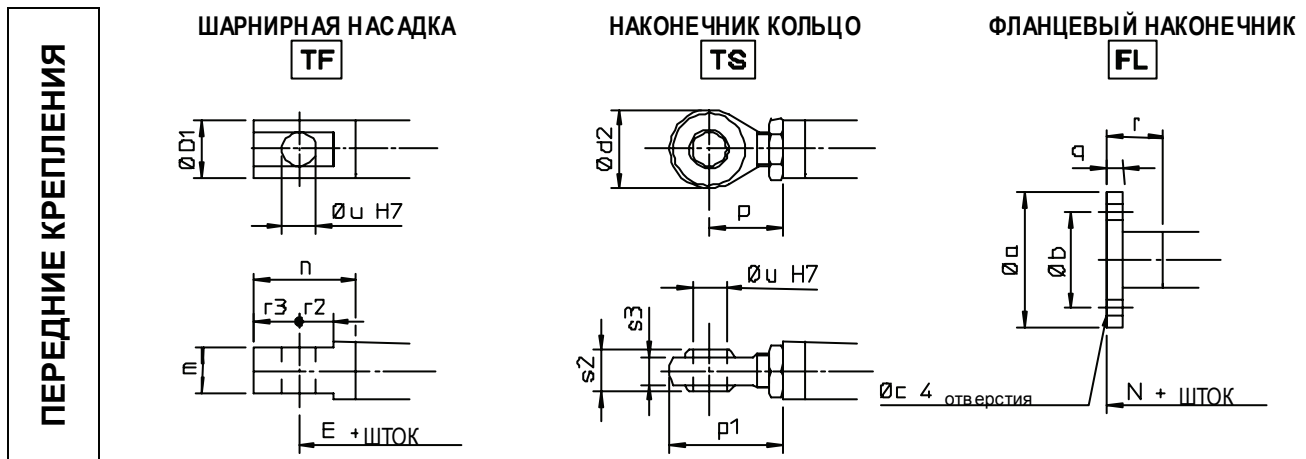 ПЕРЕДНИЕ КРЕПЛЕНИЯ
ШАРНИРНАЯ НАСАДКА
TF
ØD1
Øu H7
n
r3 r2
m
E + ШТОК
НАКОНЕЧНИК КОЛЬЦО
TS
Ød2
p
Øu H7
s3
s2
p1
ФЛАНЦЕВЫЙ НАКОНЕЧНИК
FL
r
q
Øa
Øb
Øc 4 отверстия
N + ШТОК